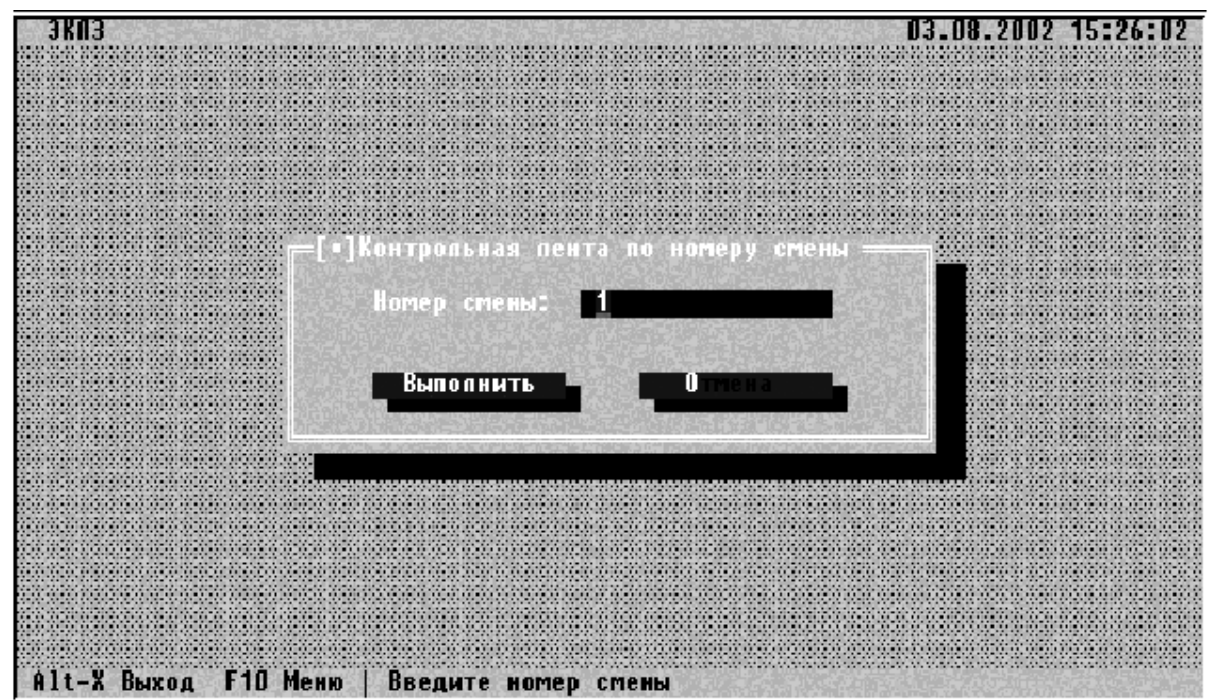 ЭКЛЗ 03.08.2002 15:26:02
[▪]Контрольная лента по номеру смены
Номер смены: 1
Выполнить Отмена
Alt-X Выход F10 Меню | Введите номер смены